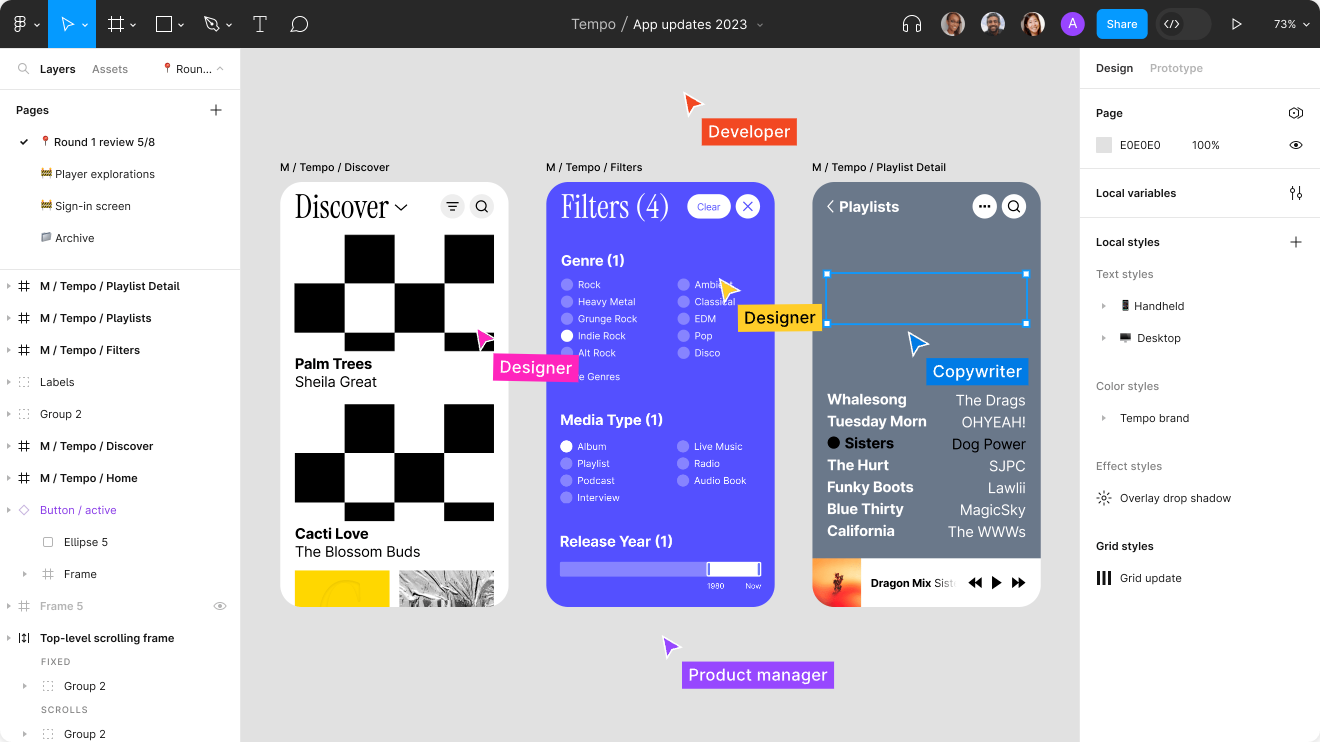 Tempo / App updates 2023
A
Share
73%
Layers
Assets
Roun...
Pages
Round 1 review 5/8
Player explorations
Sign-in screen
Archive
M / Tempo / Playlist Detail
M / Tempo / Playlists
M / Tempo / Filters
Labels
Group 2
M / Tempo / Discover
M / Tempo / Home
Button / active
Ellipse 5
Frame
Frame 5
Top-level scrolling frame
FIXED
Group 2
SCROLLS
Group 2
Developer
M / Tempo / Discover
Discover
Palm Trees
Sheila Great
Cacti Love
The Blossom Buds
Designer
M / Tempo / Filters
Filters (4)
Clear
Genre (1)
Rock
Heavy Metal
Grunge Rock
Indie Rock
Alt Rock
Genres
Ambient
Classical
EDM
Pop
Disco
Designer
Media Type (1)
Album
Playlist
Podcast
Interview
Live Music
Radio
Audio Book
Release Year (1)
1980
Now
Product manager
M / Tempo / Playlist Detail
Playlists
Copywriter
Whalesong The Drags
Tuesday Morn OHYEAH!
Sisters Dog Power
The Hurt SJPC
Funky Boots Lawlii
Blue Thirty MagicSky
California The WWWs
Dragon Mix Sist
Design
Prototype
Page
E0E0E0
100%
Local variables
Local styles
Text styles
Handheld
Desktop
Color styles
Tempo brand
Effect styles
Overlay drop shadow
Grid styles
Grid update